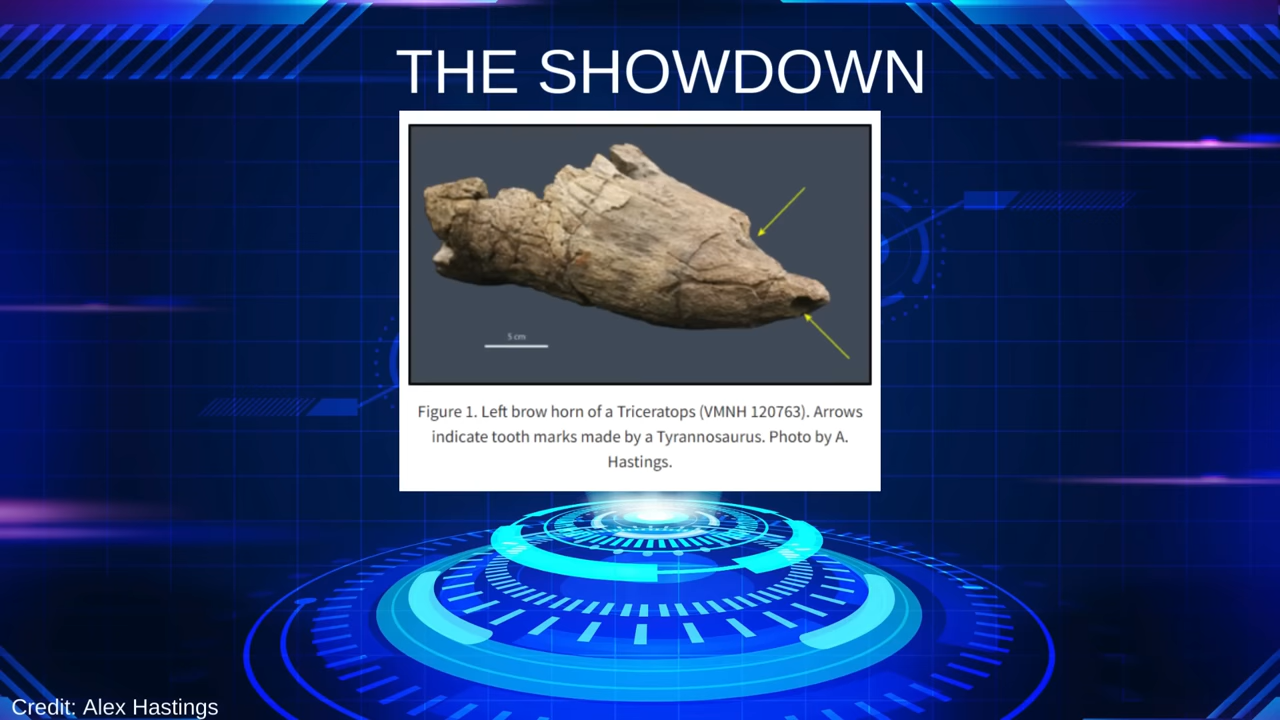 THE SHOWDOWN
5 cm
Figure 1. Left brow horn of a Triceratops (VMNH 120763). Arrows
indicate tooth marks made by a Tyrannosaurus. Photo by A.
Hastings.
Credit: Alex Hastings